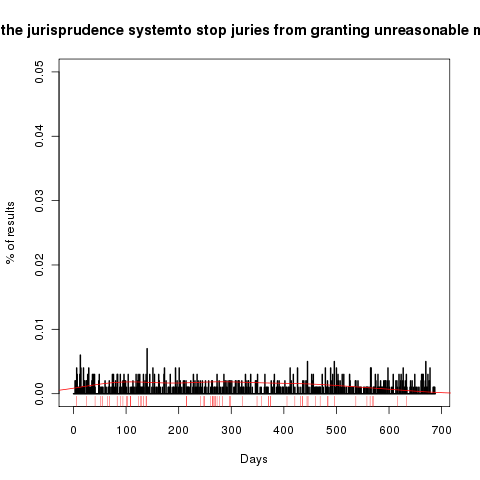 the jurisprudence systemto stop juries from granting unreasonable
% of results
0.05
0.04
0.03
0.02
0.01
0.00
0 100 200 300 400 500 600 700
Days